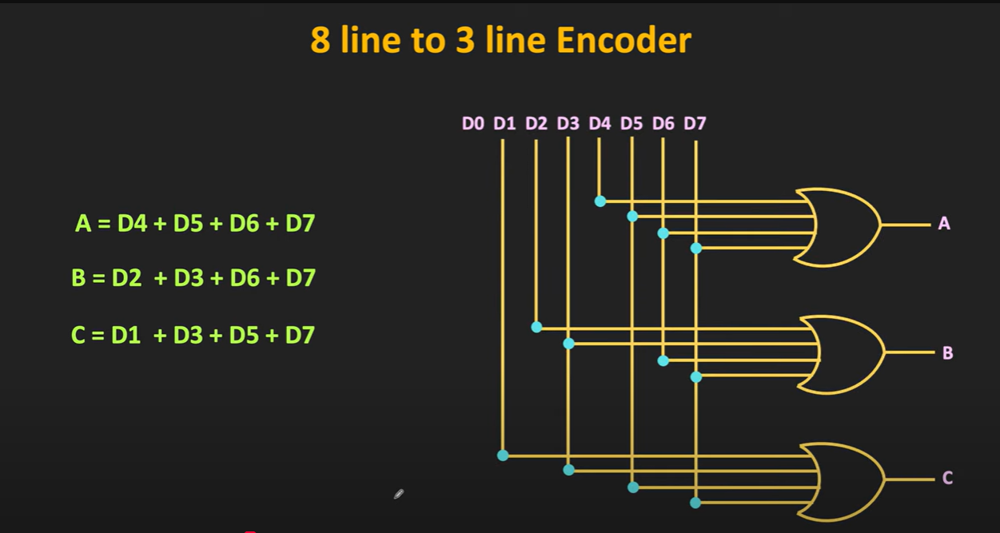 8 line to 3 line Encoder
D0 D1 D2 D3 D4 D5 D6 D7
A = D4 + D5 + D6 + D7
A
B = D2 + D3 + D6 + D7
B
C = D1 + D3 + D5 + D7
C